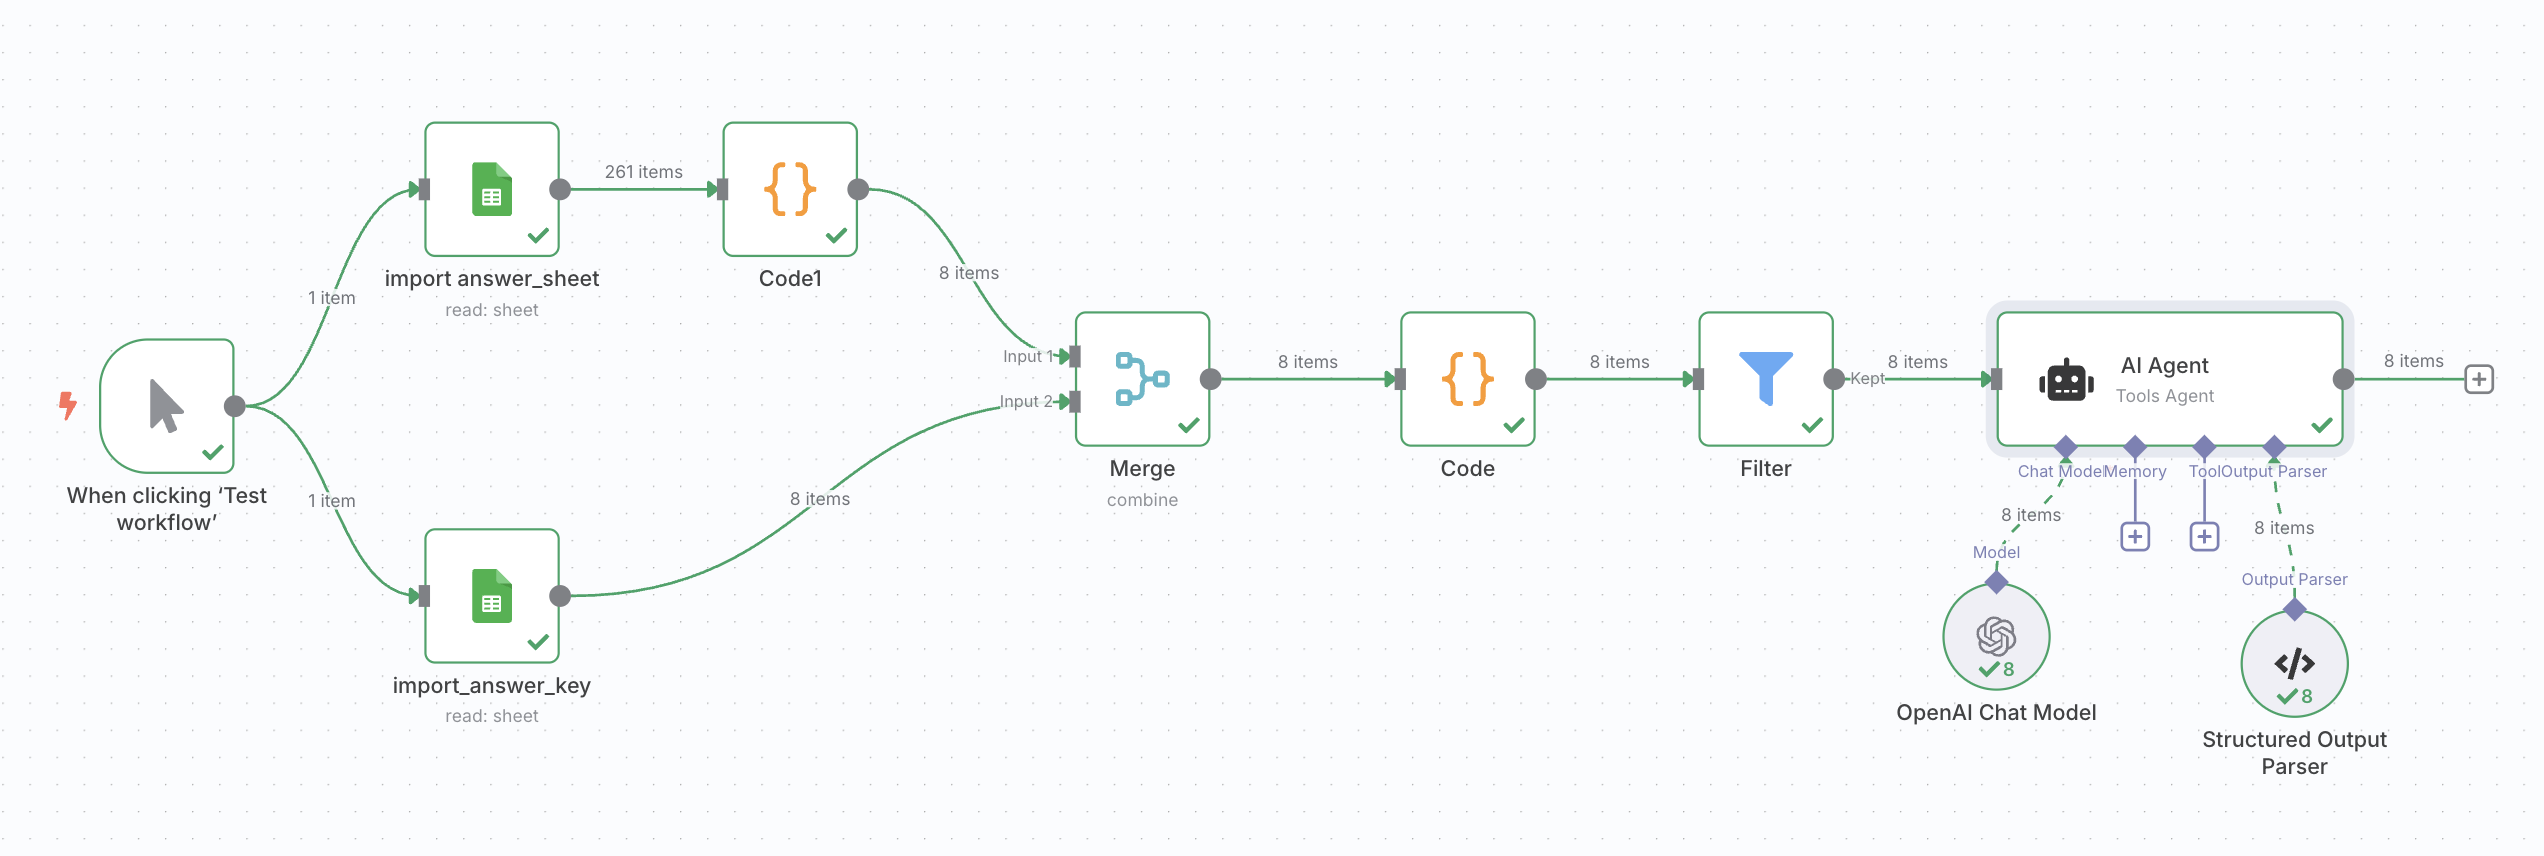 261 items
import answer_sheet
read: sheet
Code1
1 item
8 items
When clicking ‘Test
workflow’
1 item
import_answer_key
read: sheet
8 items
Input 1
Input 2
Merge
combine
8 items
Code
8 items
Filter
Kept
8 items
AI Agent
Tools Agent
8 items
Chat Model
Memory
Tool
Output Parser
8 items
Model
8
OpenAI Chat Model
8 items
Output Parser
8
Structured Output
Parser